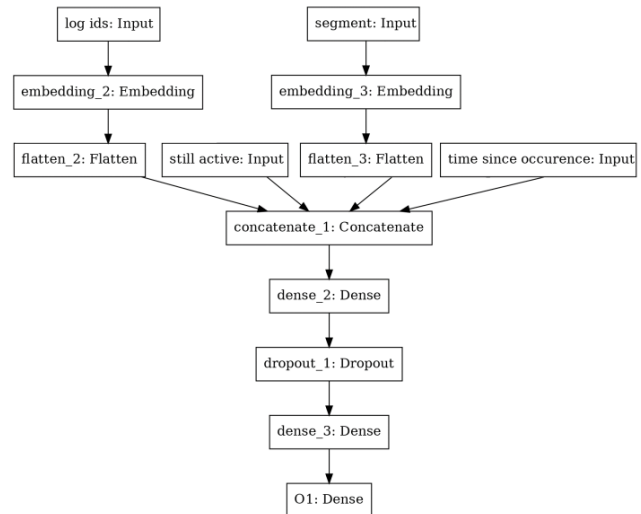 log ids: Input
segment: Input
embedding_2: Embedding
embedding_3: Embedding
flatten_2: Flatten
still active: Input
flatten_3: Flatten
time since occurence: Input
concatenate_1: Concatenate
dense_2: Dense
dropout_1: Dropout
dense_3: Dense
O1: Dense